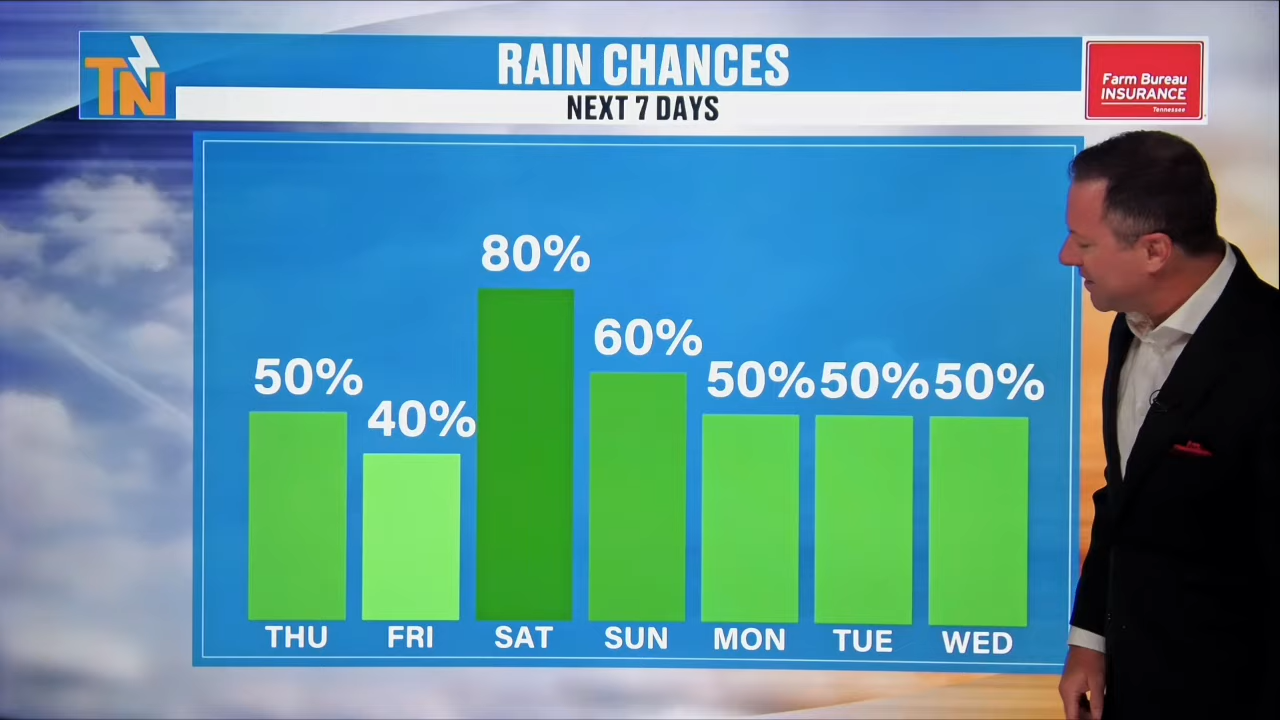 TN
RAIN CHANCES
NEXT 7 DAYS
Farm Bureau
INSURANCE
Tennessee
80%
60%
50%
50% 50% 50%
40%
THU FRI SAT SUN MON TUE WED